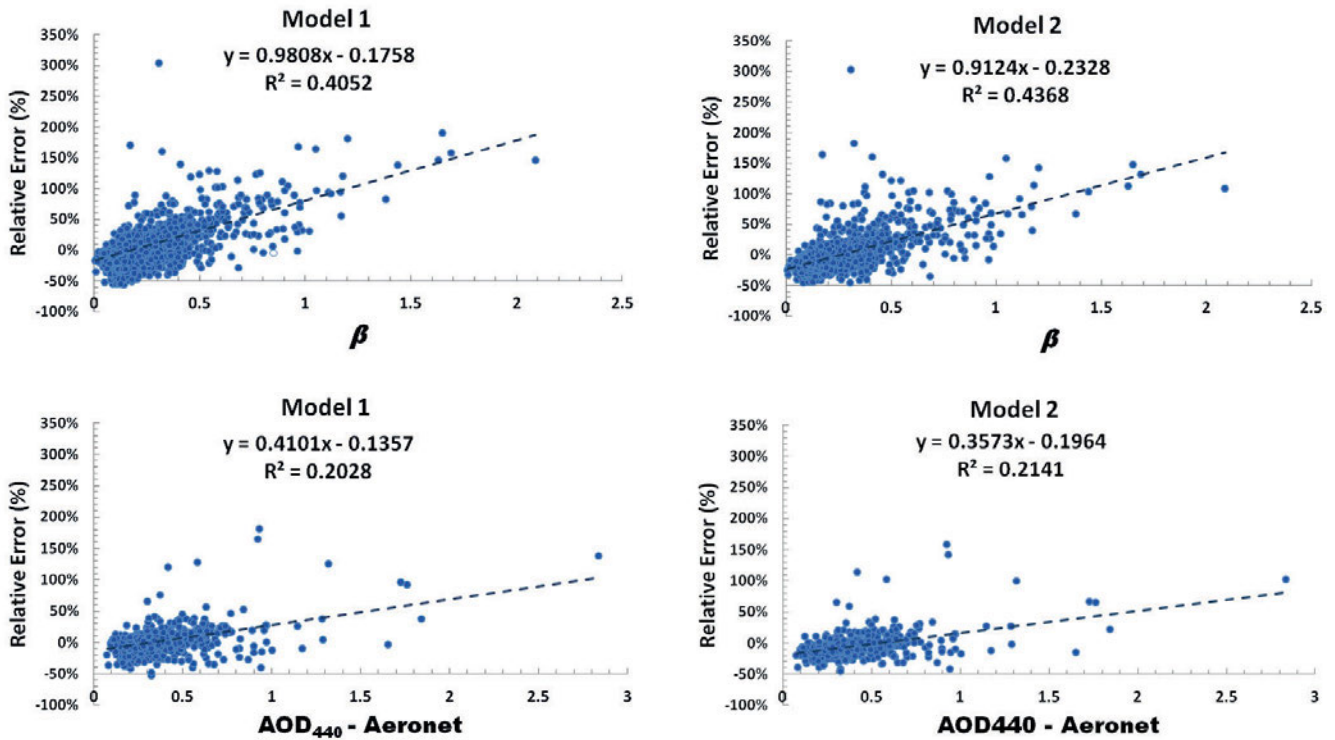 Model 1
y = 0.9808x - 0.1758
R² = 0.4052
Relative Error (%)
350%
300%
250%
200%
150%
100%
50%
0%
-50%
-100%
0 0.5 1 1.5 2 2.5
β
Model 2
y = 0.9124x - 0.2328
R² = 0.4368
Relative Error (%)
350%
300%
250%
200%
150%
100%
50%
0%
-50%
-100%
0 0.5 1 1.5 2 2.5
β
Model 1
y = 0.4101x - 0.1357
R² = 0.2028
Relative Error (%)
350%
300%
250%
200%
150%
100%
50%
0%
-50%
-100%
0 0.5 1 1.5 2 2.5 3
AOD₄₄₀ - Aeronet
Model 2
y = 0.3573x - 0.1964
R² = 0.2141
Relative Error (%)
350%
300%
250%
200%
150%
100%
50%
0%
-50%
-100%
0 0.5 1 1.5 2 2.5 3
AOD440 - Aeronet